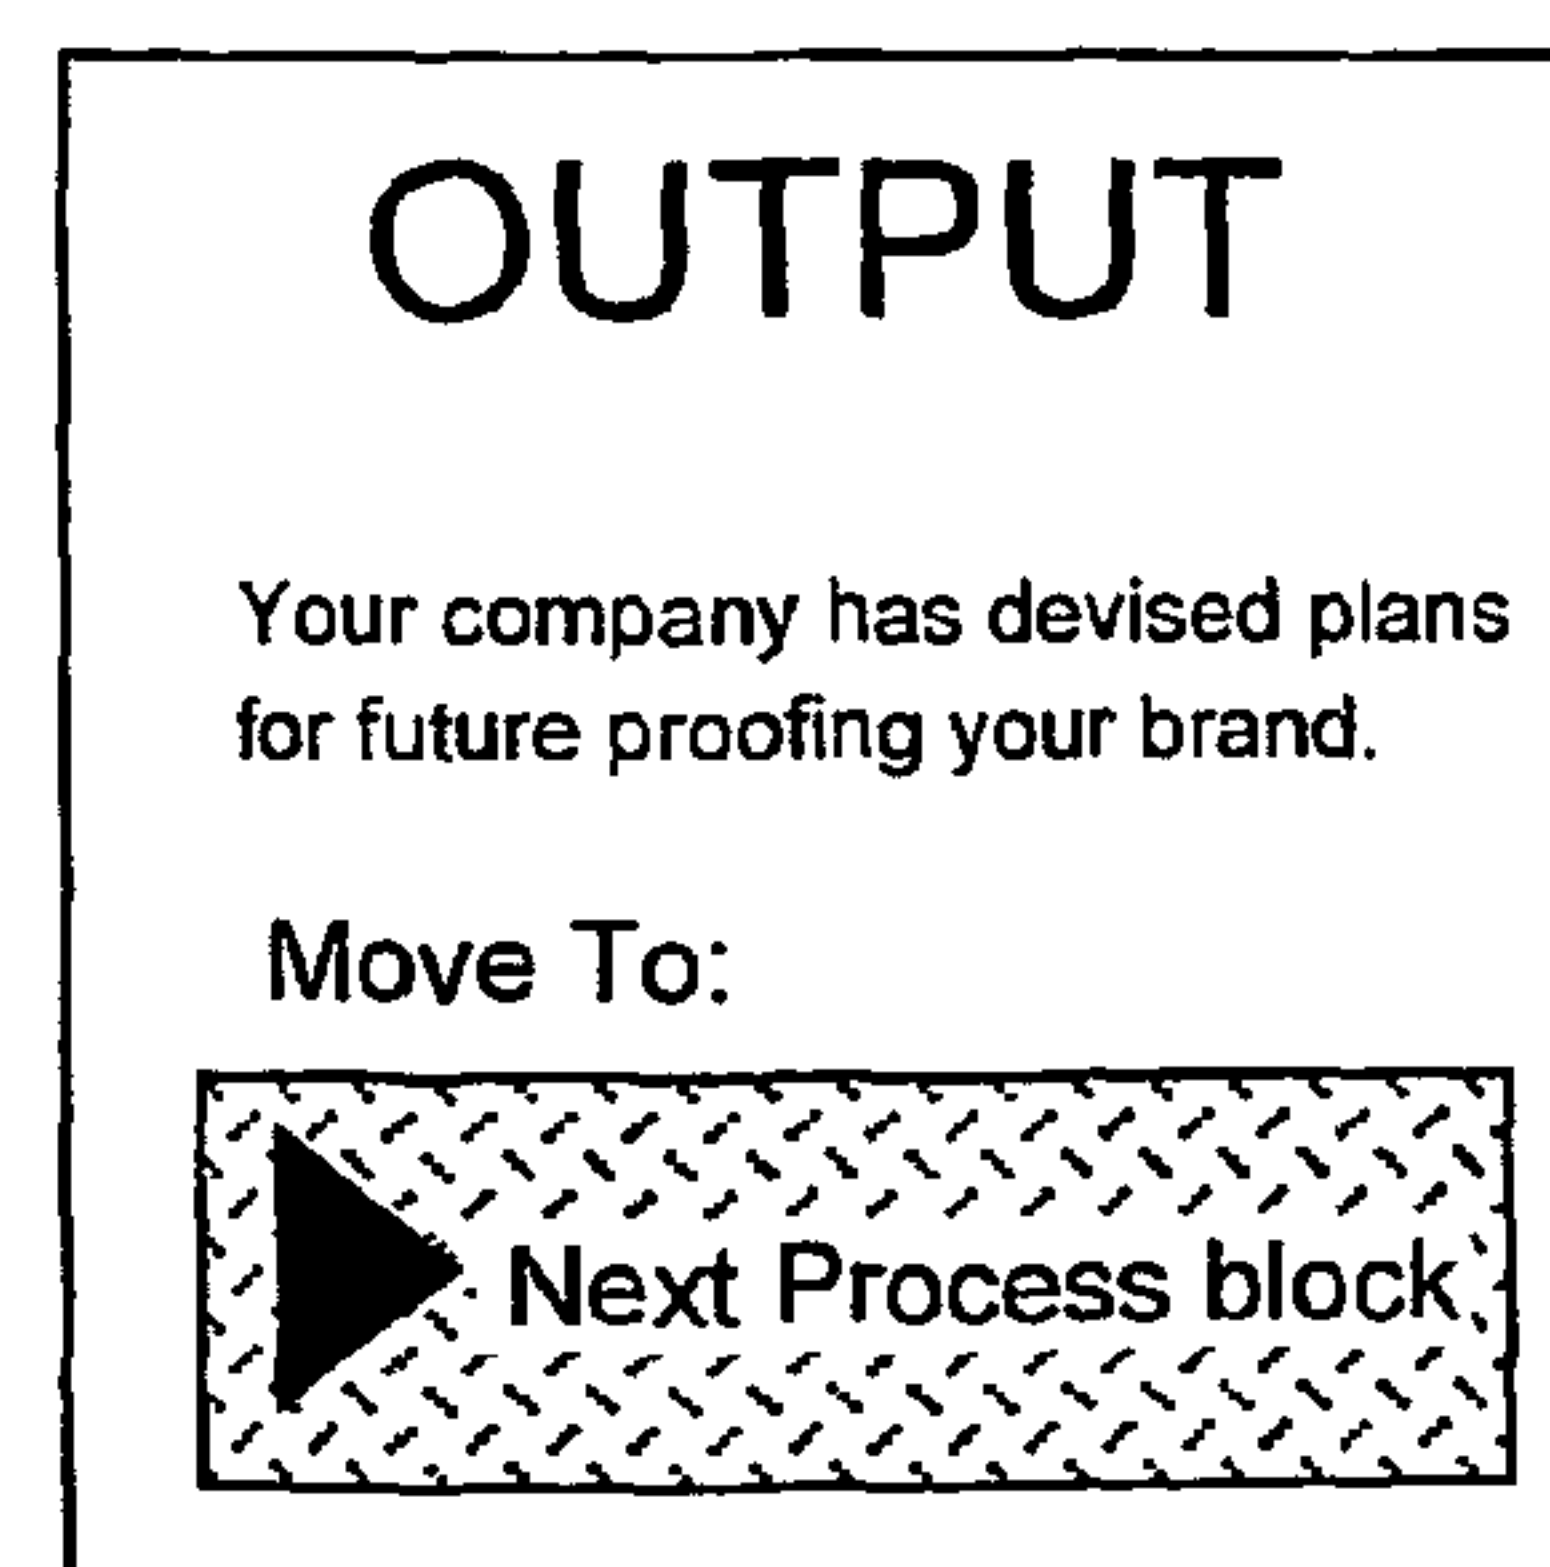 OUTPUT
Your company has devised plans
for future proofing your brand.
Move To:
Next Process block